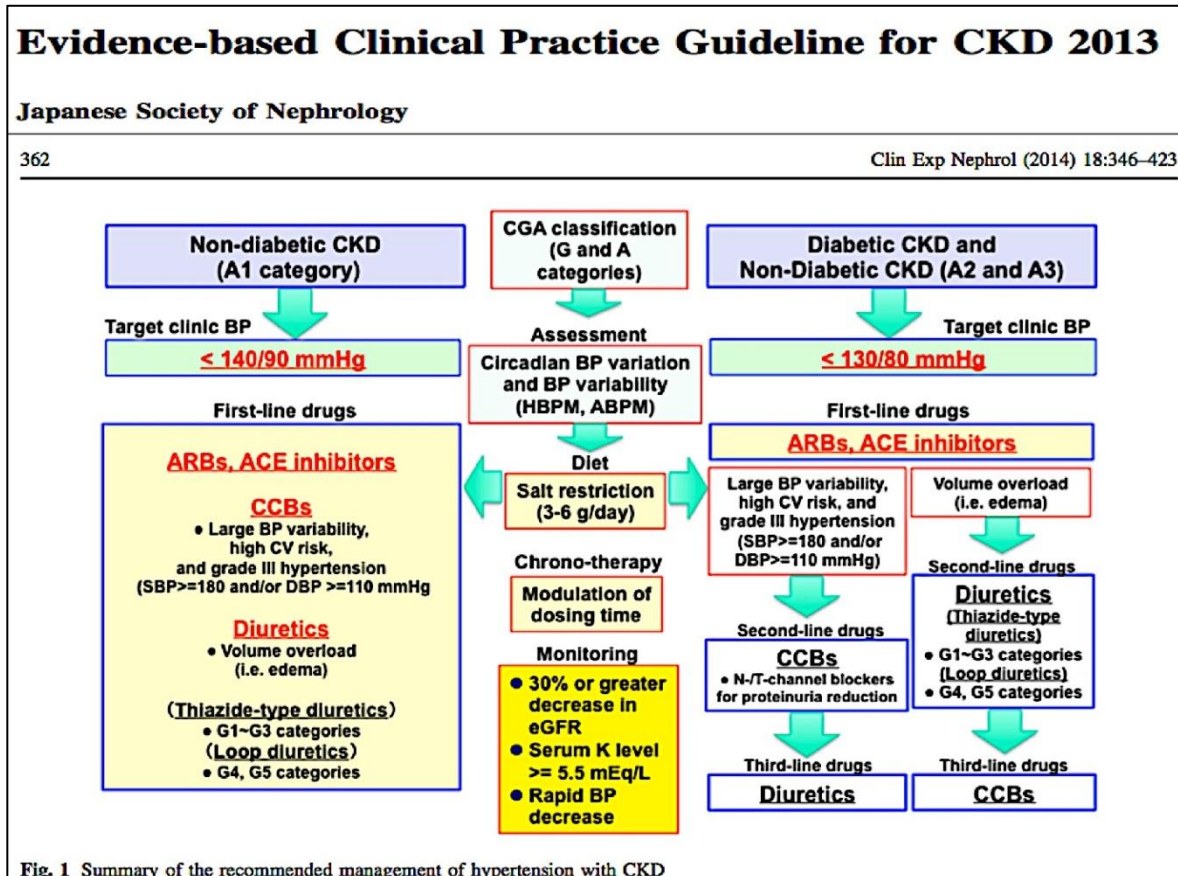 Evidence-based Clinical Practice Guideline for CKD 2013
Japanese Society of Nephrology
362
Clin Exp Nephrol (2014) 18:346–423
Non-diabetic CKD
(A1 category)
Target clinic BP
< 140/90 mmHg
First-line drugs
ARBs, ACE inhibitors
CCBs
● Large BP variability,
high CV risk,
and grade III hypertension
(SBP>=180 and/or DBP >=110 mmHg
Diuretics
● Volume overload
(i.e. edema)
(Thiazide-type diuretics)
● G1~G3 categories
(Loop diuretics)
● G4, G5 categories
CGA classification
(G and A
categories)
Assessment
Circadian BP variation
and BP variability
(HBPM, ABPM)
Diet
Salt restriction
(3-6 g/day)
Chrono-therapy
Modulation of
dosing time
Monitoring
● 30% or greater
decrease in
eGFR
● Serum K level
>= 5.5 mEq/L
● Rapid BP
decrease
Diabetic CKD and
Non-Diabetic CKD (A2 and A3)
Target clinic BP
< 130/80 mmHg
First-line drugs
ARBs, ACE inhibitors
Large BP variability,
high CV risk, and
grade III hypertension
(SBP>=180 and/or
DBP>=110 mmHg)
Second-line drugs
CCBs
● N-/T-channel blockers
for proteinuria reduction
Third-line drugs
Diuretics
Volume overload
(i.e. edema)
Second-line drugs
Diuretics
(Thiazide-type
diuretics)
● G1~G3 categories
(Loop diuretics)
● G4, G5 categories
Third-line drugs
CCBs
Fig. 1 Summary of the recommended management of hypertension with CKD